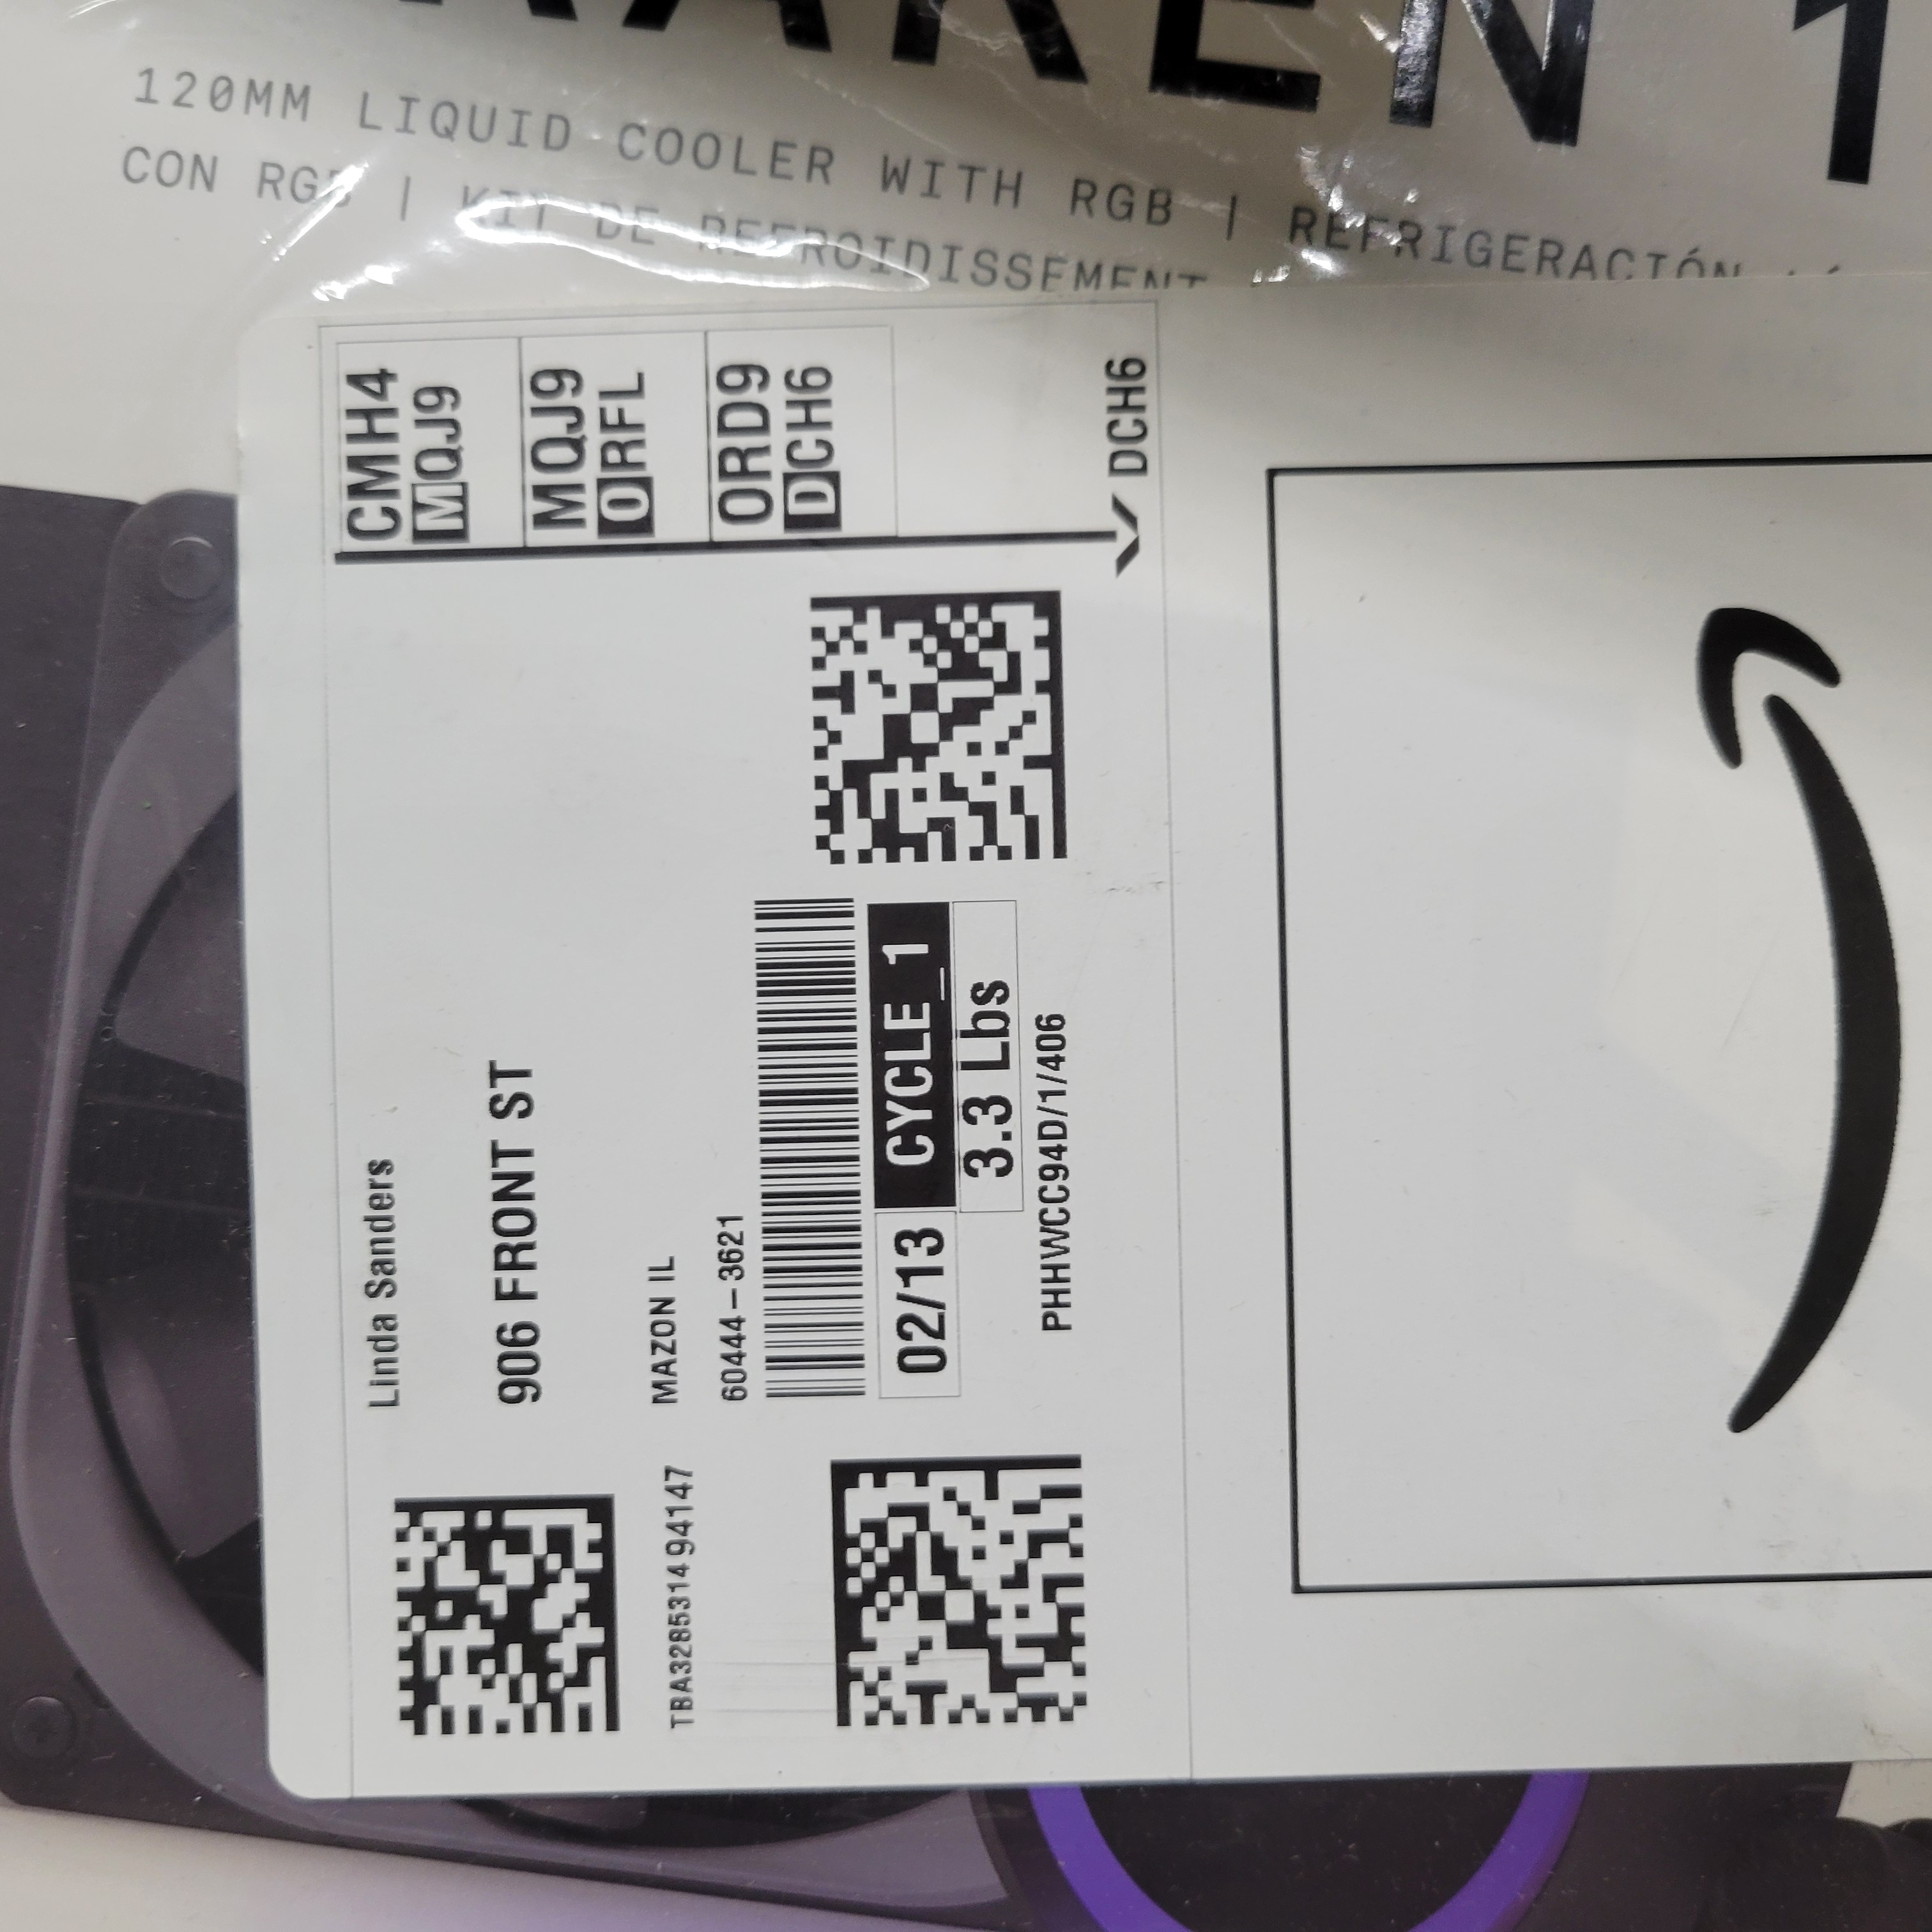 120MM LIQUID COOLER WITH RGB | REFRIGERACIÓN
CON RGB | KIT DE REFROIDISSEMENT
CMH4
MQJ9
MQJ9
ORFL
ORD9
DCH6
DCH6
Linda Sanders
906 FRONT ST
MAZON IL
60444-3621
02/13 CYCLE_1
3.3 Lbs
PHHWCC94D/1/406
TBA328531494147